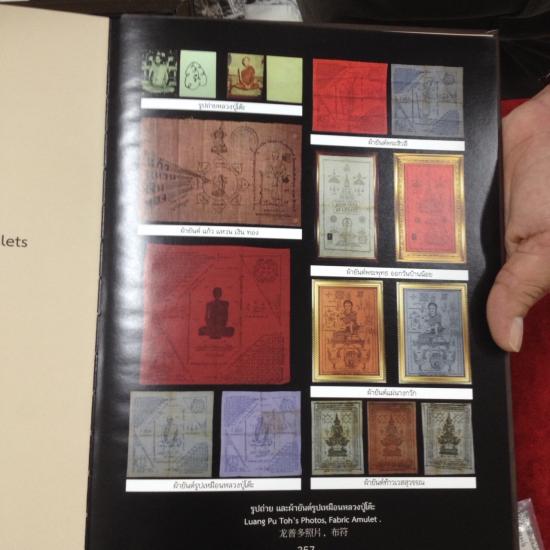 lets
รูปถ่ายหลวงปู่โต๊ะ
ผ้ายันต์พระสิวลี
ผ้ายันต์ แก้ว แหวน เงิน ทอง
ผ้ายันต์พระพุทธ ออกวันบ้านน้อย
ผ้ายันต์แม่นางกวัก
ผ้ายันต์รูปเหมือนหลวงปู่โต๊ะ
ผ้ายันต์ท้าวเวสสุวรรณ
รูปถ่าย และผ้ายันต์รูปเหมือนหลวงปู่โต๊ะ
Luang Pu Toh's Photos, Fabric Amulet .
龙普多照片，布符
257